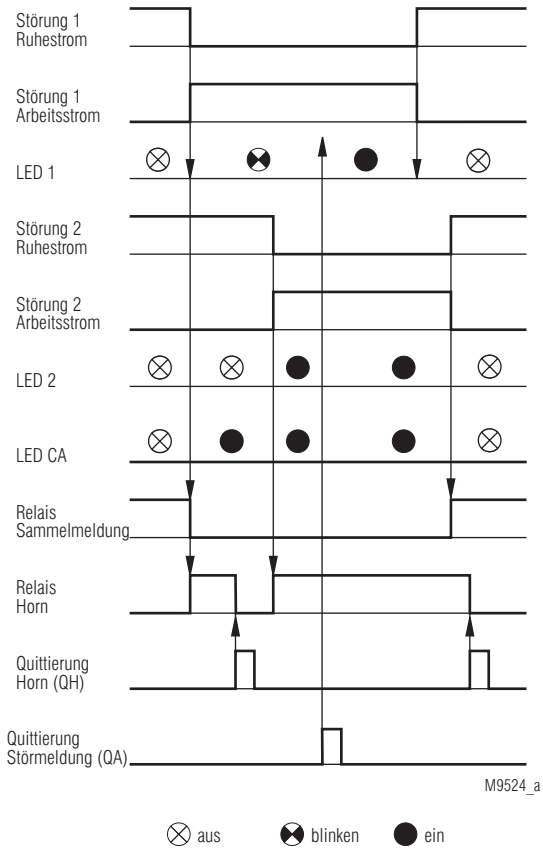 Störung 1
Ruhestrom
Störung 1
Arbeitsstrom
LED 1
Störung 2
Ruhestrom
Störung 2
Arbeitsstrom
LED 2
LED CA
Relais
Sammelmeldung
Relais
Horn
Quittierung
Horn (QH)
Quittierung
Störmeldung (QA)
M9524_a
aus
blinken
ein